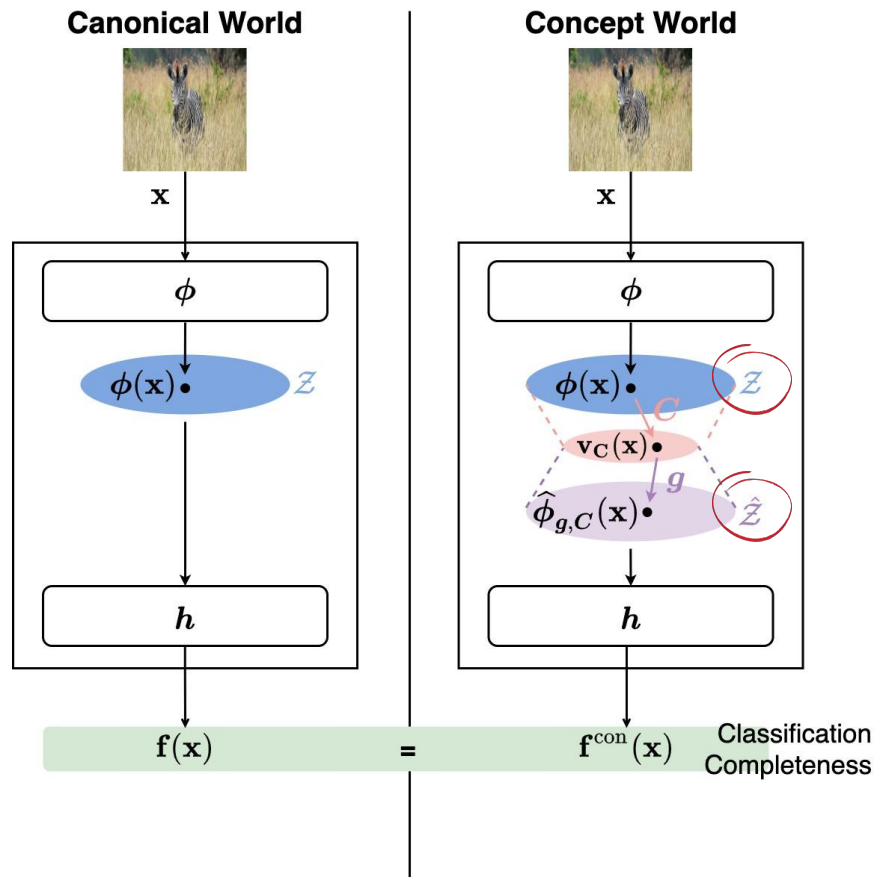 Canonical World
Concept World
x
x
ϕ
ϕ
ϕ(x)
𝒵
ϕ(x)
𝒵
C
v_C(x)
g
ϕ̂_{g,C}(x)
𝒵̂
h
h
f(x)
=
f^con(x)
Classification
Completeness